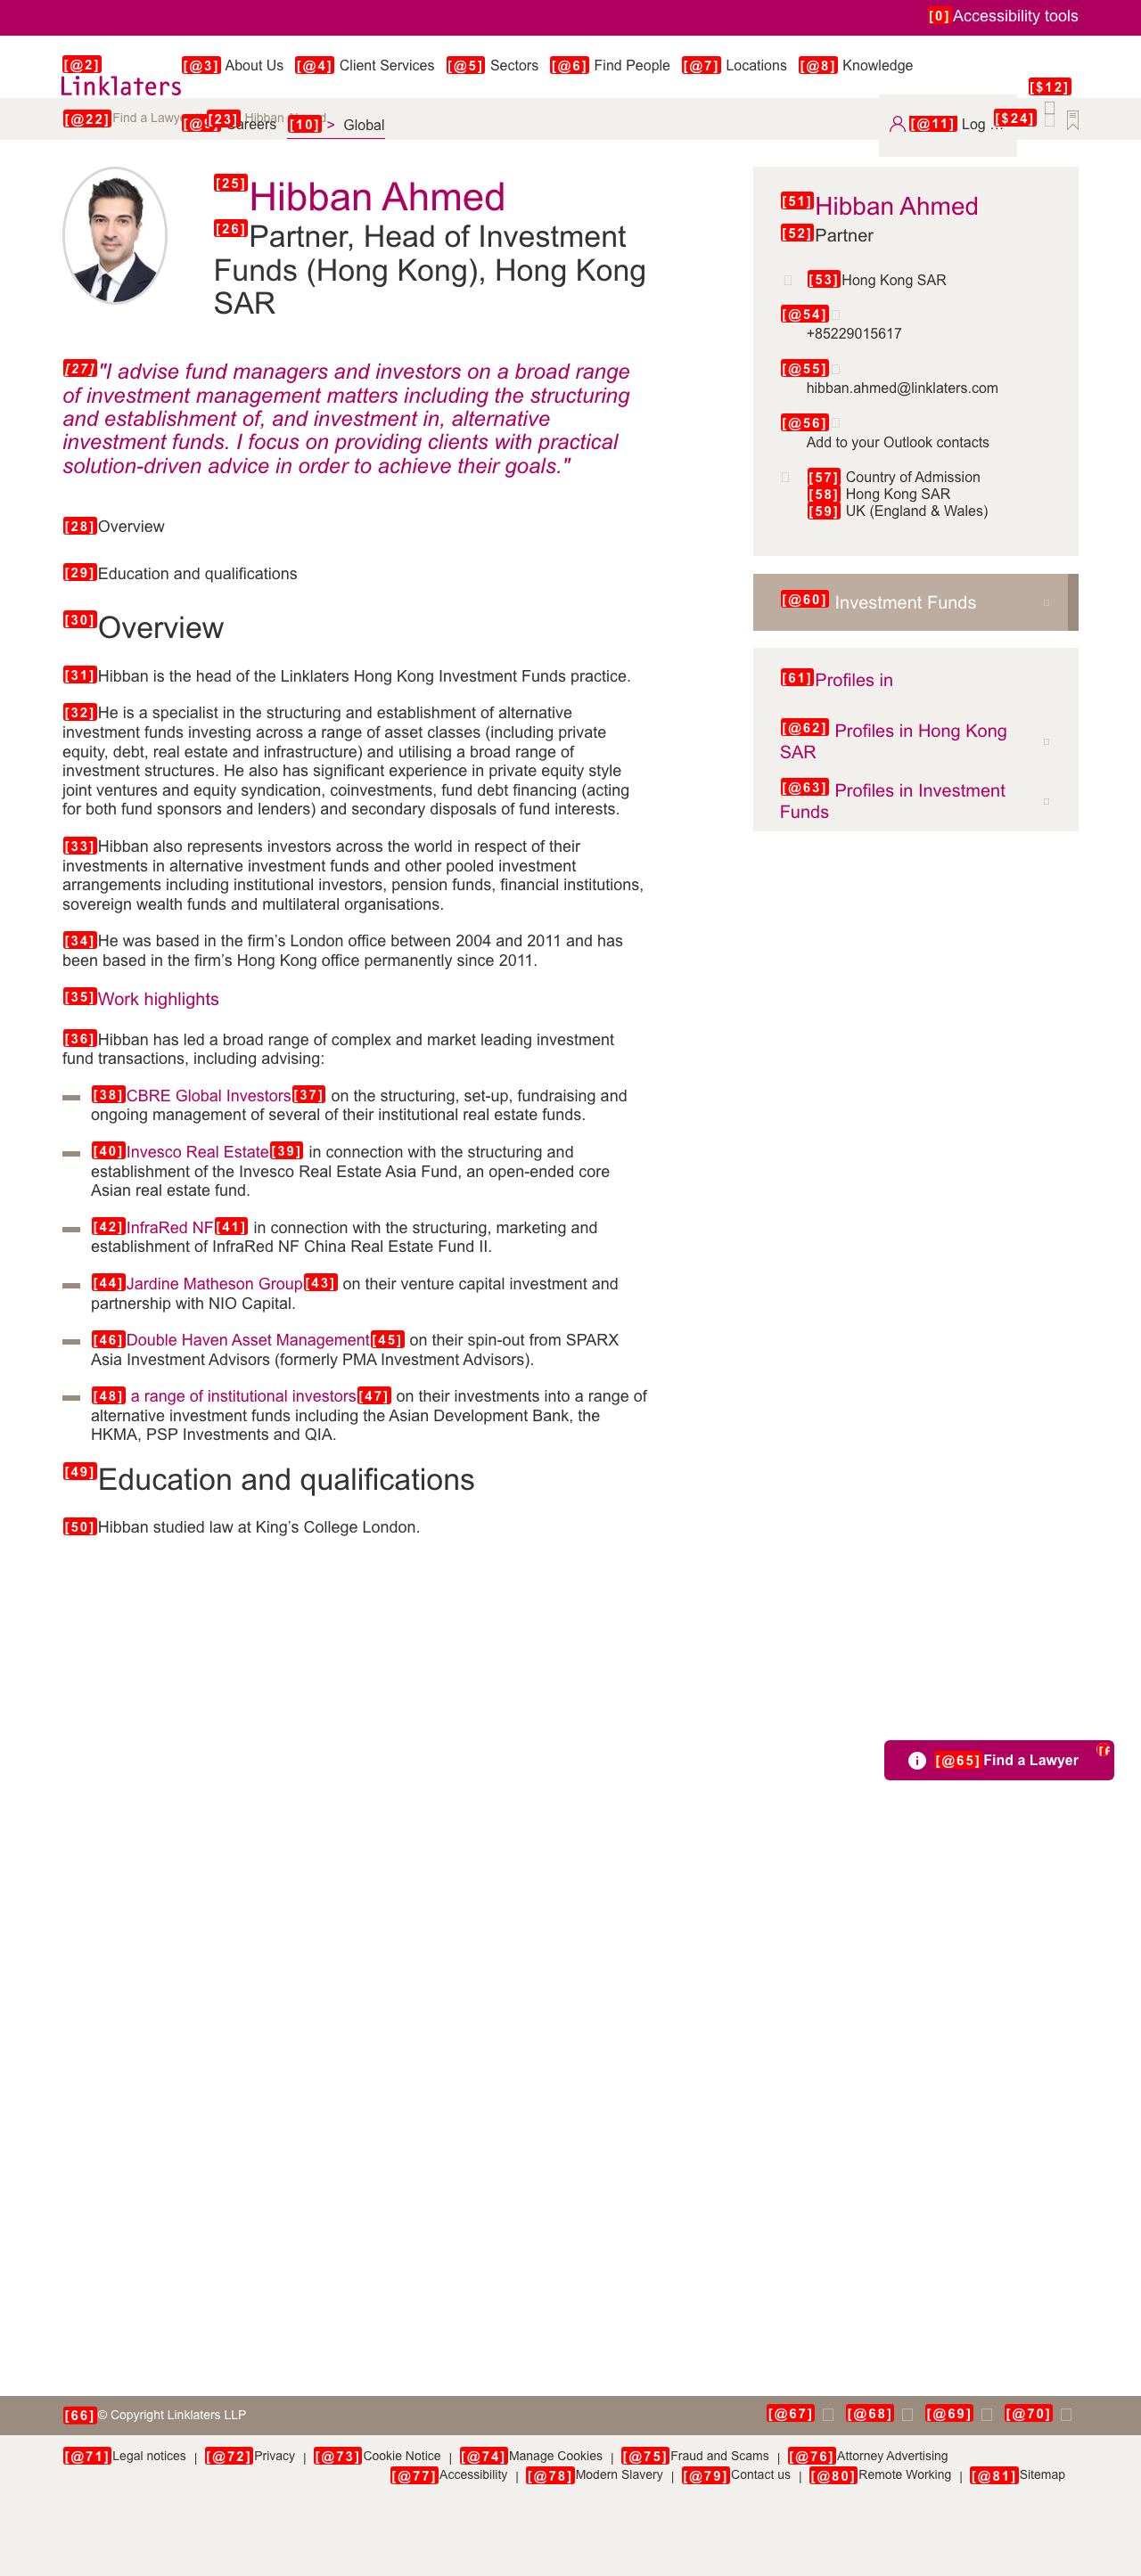 [0] Accessibility tools
[@2] [@3] About Us [@4] Client Services [@5] Sectors [@6] Find People [@7] Locations [@8] Knowledge
Linklaters
[$12]
[@22] Find a Lawy [23] Hibban
Careers [10] > Global [@11] Log ... [$24]
[25] Hibban Ahmed
[26] Partner, Head of Investment
Funds (Hong Kong), Hong Kong
SAR
[27] "I advise fund managers and investors on a broad range
of investment management matters including the structuring
and establishment of, and investment in, alternative
investment funds. I focus on providing clients with practical
solution-driven advice in order to achieve their goals."
[28] Overview
[29] Education and qualifications
[30] Overview
[31] Hibban is the head of the Linklaters Hong Kong Investment Funds practice.
[32] He is a specialist in the structuring and establishment of alternative
investment funds investing across a range of asset classes (including private
equity, debt, real estate and infrastructure) and utilising a broad range of
investment structures. He also has significant experience in private equity style
joint ventures and equity syndication, coinvestments, fund debt financing (acting
for both fund sponsors and lenders) and secondary disposals of fund interests.
[33] Hibban also represents investors across the world in respect of their
investments in alternative investment funds and other pooled investment
arrangements including institutional investors, pension funds, financial institutions,
sovereign wealth funds and multilateral organisations.
[34] He was based in the firm’s London office between 2004 and 2011 and has
been based in the firm’s Hong Kong office permanently since 2011.
[35] Work highlights
[36] Hibban has led a broad range of complex and market leading investment
fund transactions, including advising:
[38] CBRE Global Investors [37] on the structuring, set-up, fundraising and
ongoing management of several of their institutional real estate funds.
[40] Invesco Real Estate [39] in connection with the structuring and
establishment of the Invesco Real Estate Asia Fund, an open-ended core
Asian real estate fund.
[42] InfraRed NF [41] in connection with the structuring, marketing and
establishment of InfraRed NF China Real Estate Fund II.
[44] Jardine Matheson Group [43] on their venture capital investment and
partnership with NIO Capital.
[46] Double Haven Asset Management [45] on their spin-out from SPARX
Asia Investment Advisors (formerly PMA Investment Advisors).
[48] a range of institutional investors [47] on their investments into a range of
alternative investment funds including the Asian Development Bank, the
HKMA, PSP Investments and QIA.
[49] Education and qualifications
[50] Hibban studied law at King’s College London.
[51] Hibban Ahmed
[52] Partner
[53] Hong Kong SAR
[@54]
+85229015617
[@55]
hibban.ahmed@linklaters.com
[@56]
Add to your Outlook contacts
[57] Country of Admission
[58] Hong Kong SAR
[59] UK (England & Wales)
[@60] Investment Funds
[61] Profiles in
[@62] Profiles in Hong Kong
SAR
[@63] Profiles in Investment
Funds
[@65] Find a Lawyer
[66] © Copyright Linklaters LLP [@67] [@68] [@69] [@70]
[@71] Legal notices | [@72] Privacy | [@73] Cookie Notice | [@74] Manage Cookies | [@75] Fraud and Scams | [@76] Attorney Advertising
[@77] Accessibility | [@78] Modern Slavery | [@79] Contact us | [@80] Remote Working | [@81] Sitemap